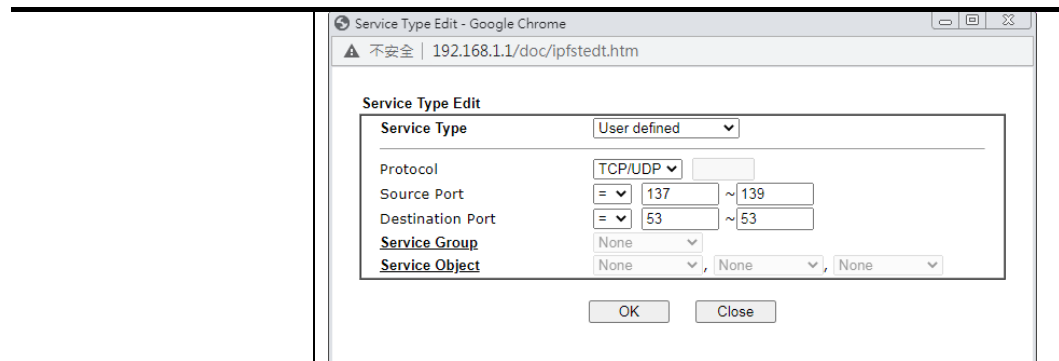 Service Type Edit - Google Chrome
不安全 | 192.168.1.1/doc/ipfstedt.htm
Service Type Edit
Service Type User defined
Protocol TCP/UDP
Source Port = 137 ~ 139
Destination Port = 53 ~ 53
Service Group None
Service Object None , None , None
OK Close